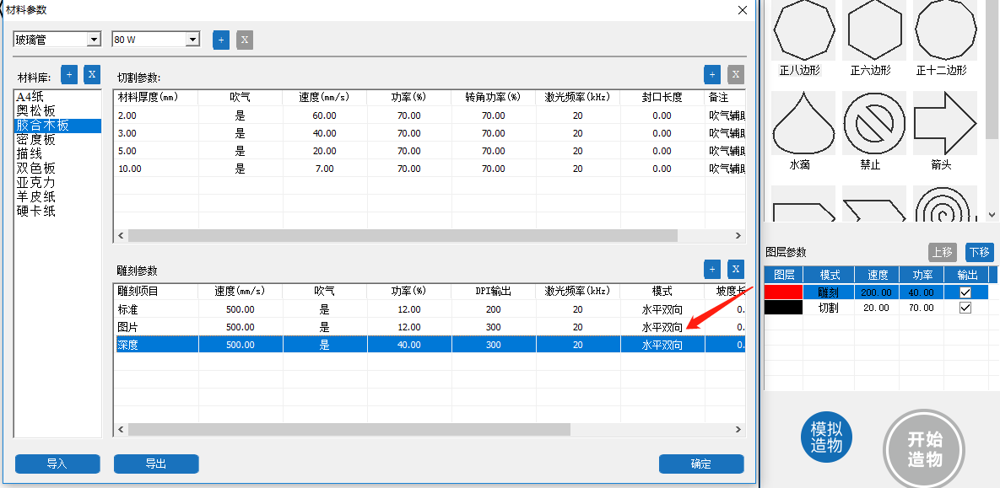 材料参数
玻璃管 80 W + X
材料库: + X
A4纸
奥松板
胶合木板
密度板
描线
双色板
亚克力
羊皮纸
硬卡纸
切割参数: + X
材料厚度(mm) 吹气 速度(mm/s) 功率(%) 转角功率(%) 激光频率(kHz) 封口长度 备注
2.00 是 60.00 70.00 70.00 20 0.00 吹气辅助
3.00 是 40.00 70.00 70.00 20 0.00 吹气辅助
5.00 是 20.00 70.00 70.00 20 0.00 吹气辅助
10.00 是 7.00 70.00 70.00 20 0.00 吹气辅助
雕刻参数 + X
雕刻项目 速度(mm/s) 吹气 功率(%) DPI输出 激光频率(kHz) 模式 坡度长
标准 500.00 是 12.00 200 20 水平双向 0.
图片 500.00 是 12.00 300 20 水平双向 0.
深度 500.00 是 40.00 300 20 水平双向 0.
导入 导出 确定
正八边形 正六边形 正十二边形
水滴 禁止 箭头
图层参数 上移 下移
图层 模式 速度 功率 输出
雕刻 200.00 40.00
切割 20.00 70.00
模拟
造物
开始
造物